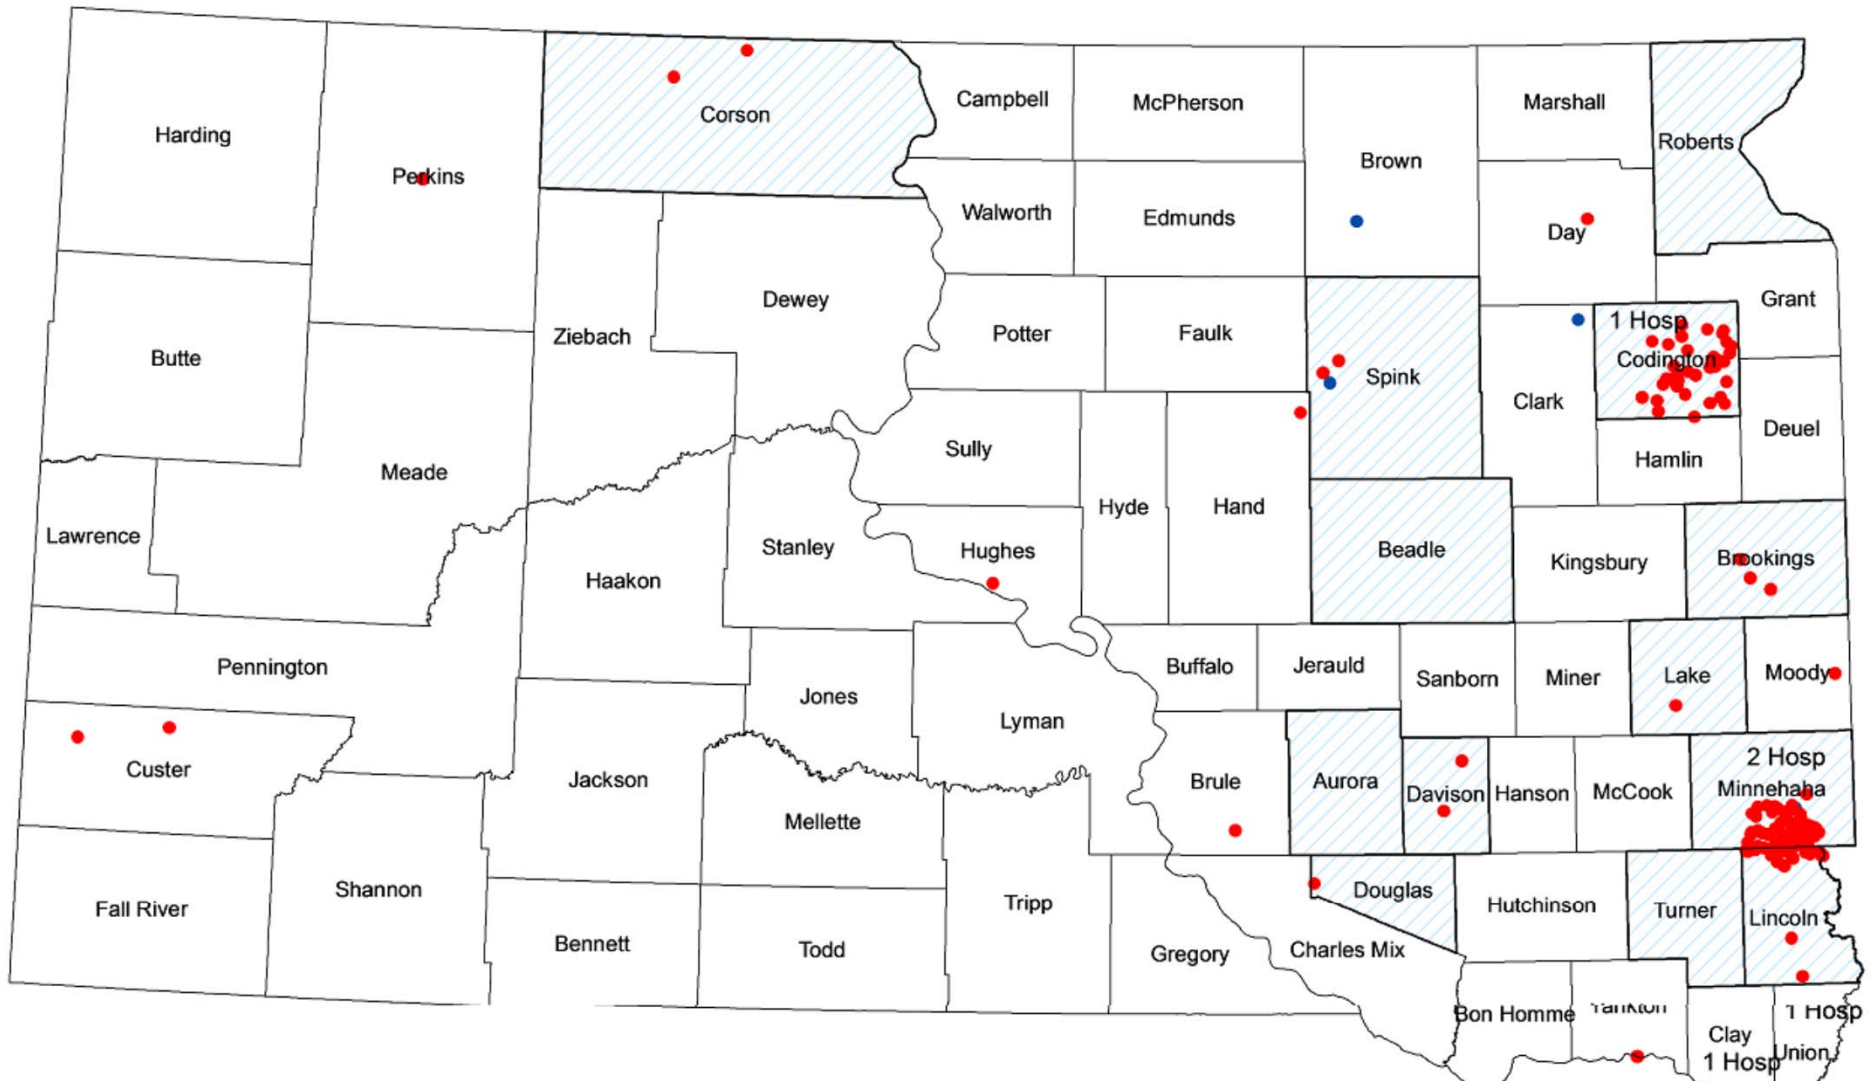 Campbell
McPherson
Marshall
Corson
Harding
Roberts
Brown
Perkins
Walworth
Edmunds
Day
Dewey
Grant
1 Hosp
Ziebach
Potter
Faulk
Butte
Codington
Spink
Clark
Deuel
Sully
Hamlin
Meade
Hyde
Hand
Lawrence
Stanley
Hughes
Beadle
Kingsbury
Brookings
Haakon
Pennington
Buffalo
Jerauld
Sanborn
Miner
Lake
Moody
Jones
Lyman
2 Hosp
Custer
Jackson
Brule
Aurora
Davison
Hanson
McCook
Minnehaha
Mellette
Shannon
Douglas
Fall River
Tripp
Hutchinson
Turner
Lincoln
Bennett
Todd
Gregory
Charles Mix
Bon Homme
Yankton
1 Hosp
Clay
1 Hosp
Union